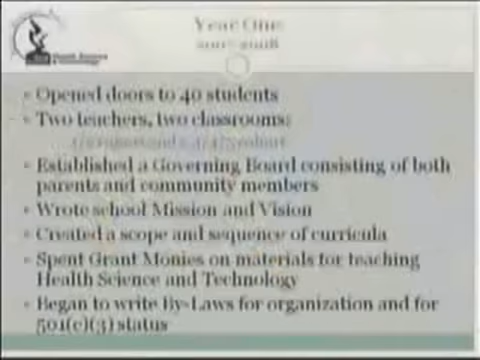 Year One:
2007-2008
Health Science
& Technology
Opened doors to 40 students
Two teachers, two classrooms:
Established a Governing Board consisting of both
parents and community members
Wrote school Mission and Vision
Created a scope and sequence of curricula
Spent Grant Monies on materials for teaching
Health Science and Technology
Began to write By-Laws for organization and for
501(c)(3) status